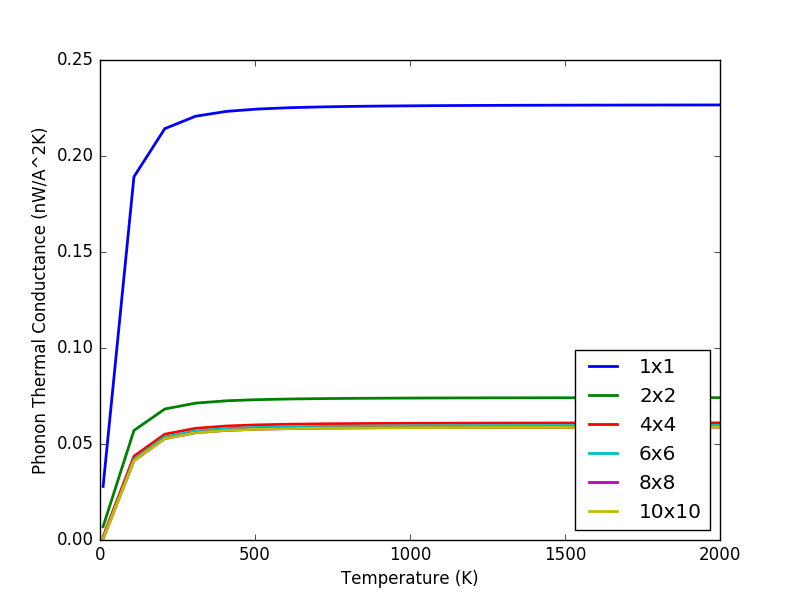 0.25
0.20
0.15
0.10
0.05
0.00
Phonon Thermal Conductance (nW/A^2K)
1x1
2x2
4x4
6x6
8x8
10x10
0 500 1000 1500 2000
Temperature (K)